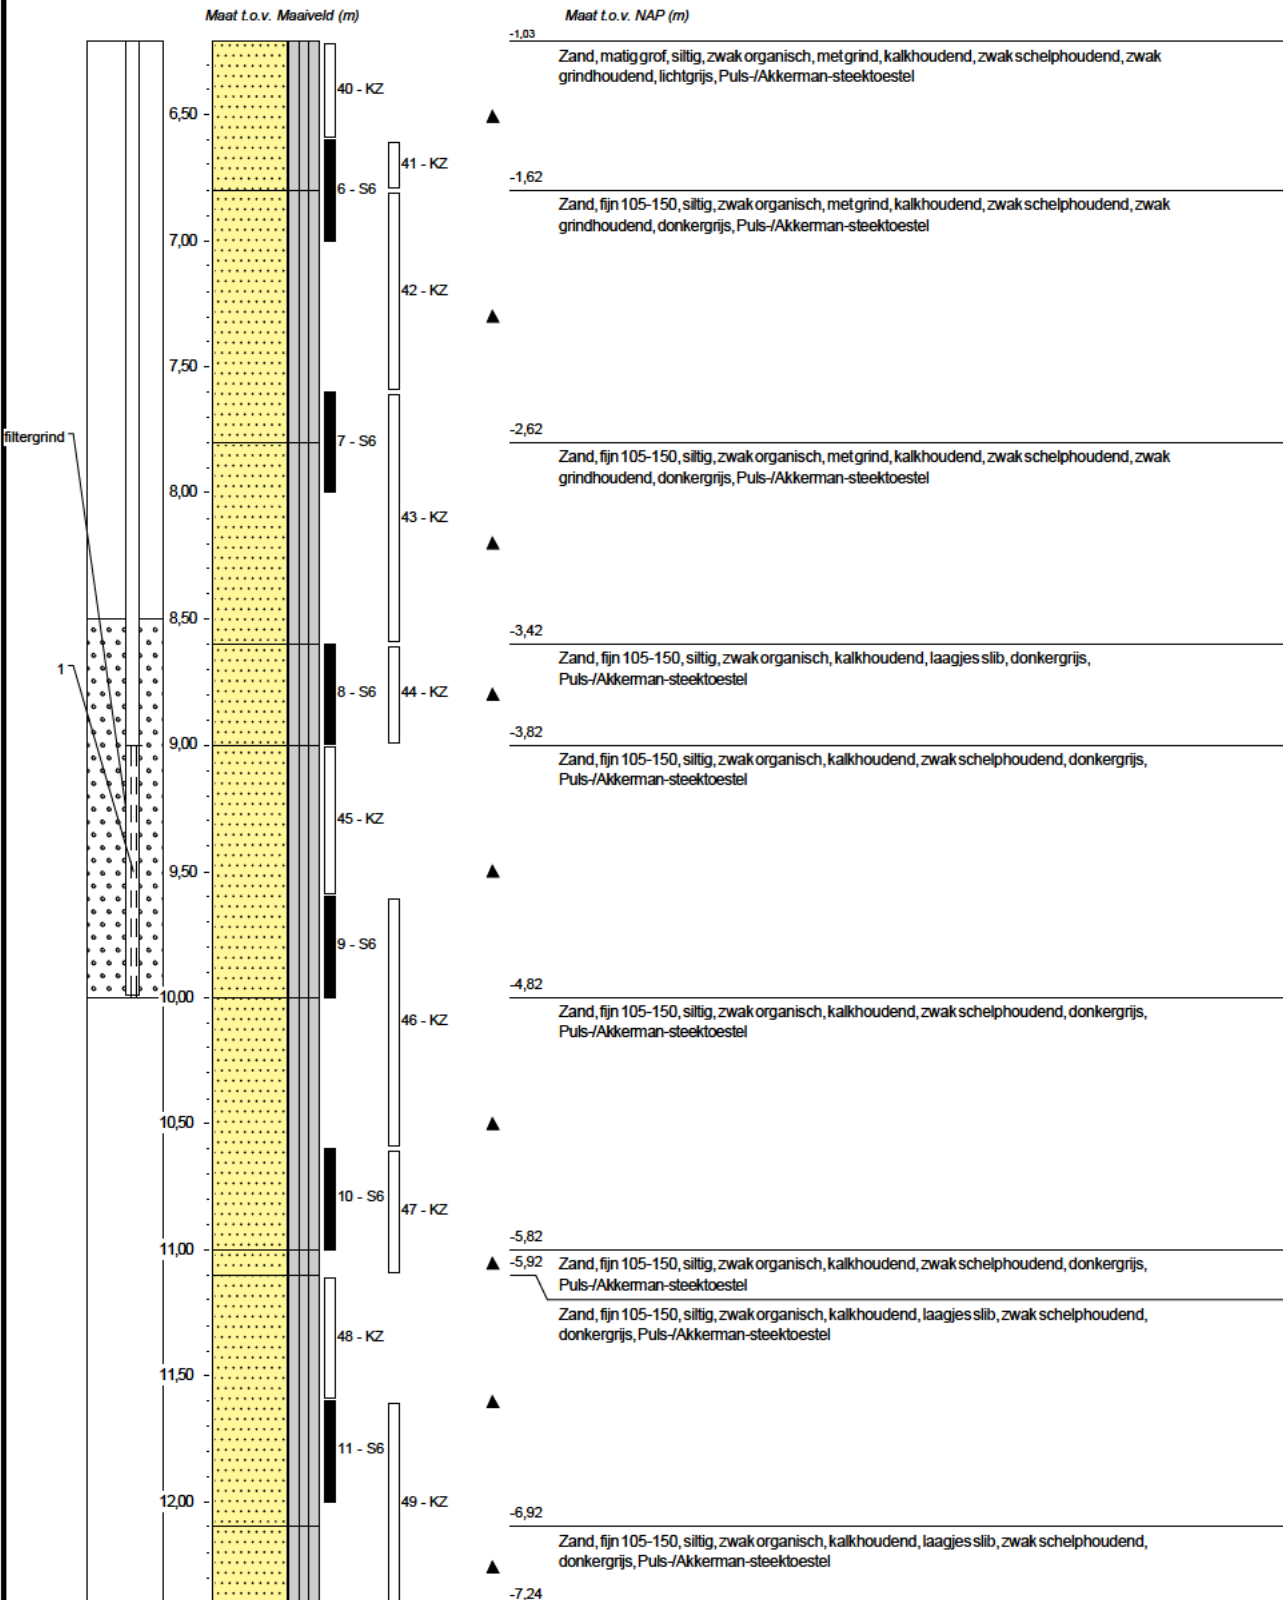 Maat t.o.v. Maaiveld (m)
Maat t.o.v. NAP (m)
-1,03
Zand, matig grof, siltig, zwak organisch, met grind, kalkhoudend, zwak schelphoudend, zwak
grindhoudend, lichtgrijs, Puls-/Akkerman-steektoestel
40 - KZ
6,50
41 - KZ
-1,62
6 - S6
Zand, fijn 105-150, siltig, zwak organisch, met grind, kalkhoudend, zwak schelphoudend, zwak
grindhoudend, donkergrijs, Puls-/Akkerman-steektoestel
7,00
42 - KZ
7,50
-2,62
filtergrind
7 - S6
Zand, fijn 105-150, siltig, zwak organisch, met grind, kalkhoudend, zwak schelphoudend, zwak
grindhoudend, donkergrijs, Puls-/Akkerman-steektoestel
8,00
43 - KZ
8,50
-3,42
Zand, fijn 105-150, siltig, zwak organisch, kalkhoudend, laagjes slib, donkergrijs,
Puls-/Akkerman-steektoestel
1
8 - S6
44 - KZ
-3,82
9,00
Zand, fijn 105-150, siltig, zwak organisch, kalkhoudend, zwak schelphoudend, donkergrijs,
Puls-/Akkerman-steektoestel
45 - KZ
9,50
9 - S6
-4,82
10,00
Zand, fijn 105-150, siltig, zwak organisch, kalkhoudend, zwak schelphoudend, donkergrijs,
Puls-/Akkerman-steektoestel
46 - KZ
10,50
10 - S6
47 - KZ
-5,82
11,00
-5,92
Zand, fijn 105-150, siltig, zwak organisch, kalkhoudend, zwak schelphoudend, donkergrijs,
Puls-/Akkerman-steektoestel
Zand, fijn 105-150, siltig, zwak organisch, kalkhoudend, laagjes slib, zwak schelphoudend,
donkergrijs, Puls-/Akkerman-steektoestel
48 - KZ
11,50
11 - S6
12,00
49 - KZ
-6,92
Zand, fijn 105-150, siltig, zwak organisch, kalkhoudend, laagjes slib, zwak schelphoudend,
donkergrijs, Puls-/Akkerman-steektoestel
-7,24